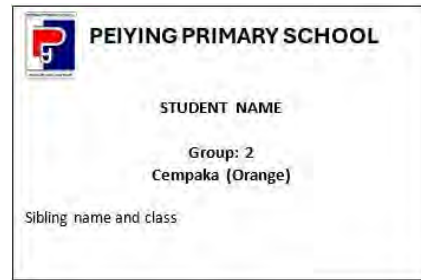 PEIYING PRIMARY SCHOOL
STUDENT NAME
Group: 2
Cempaka (Orange)
Sibling name and class